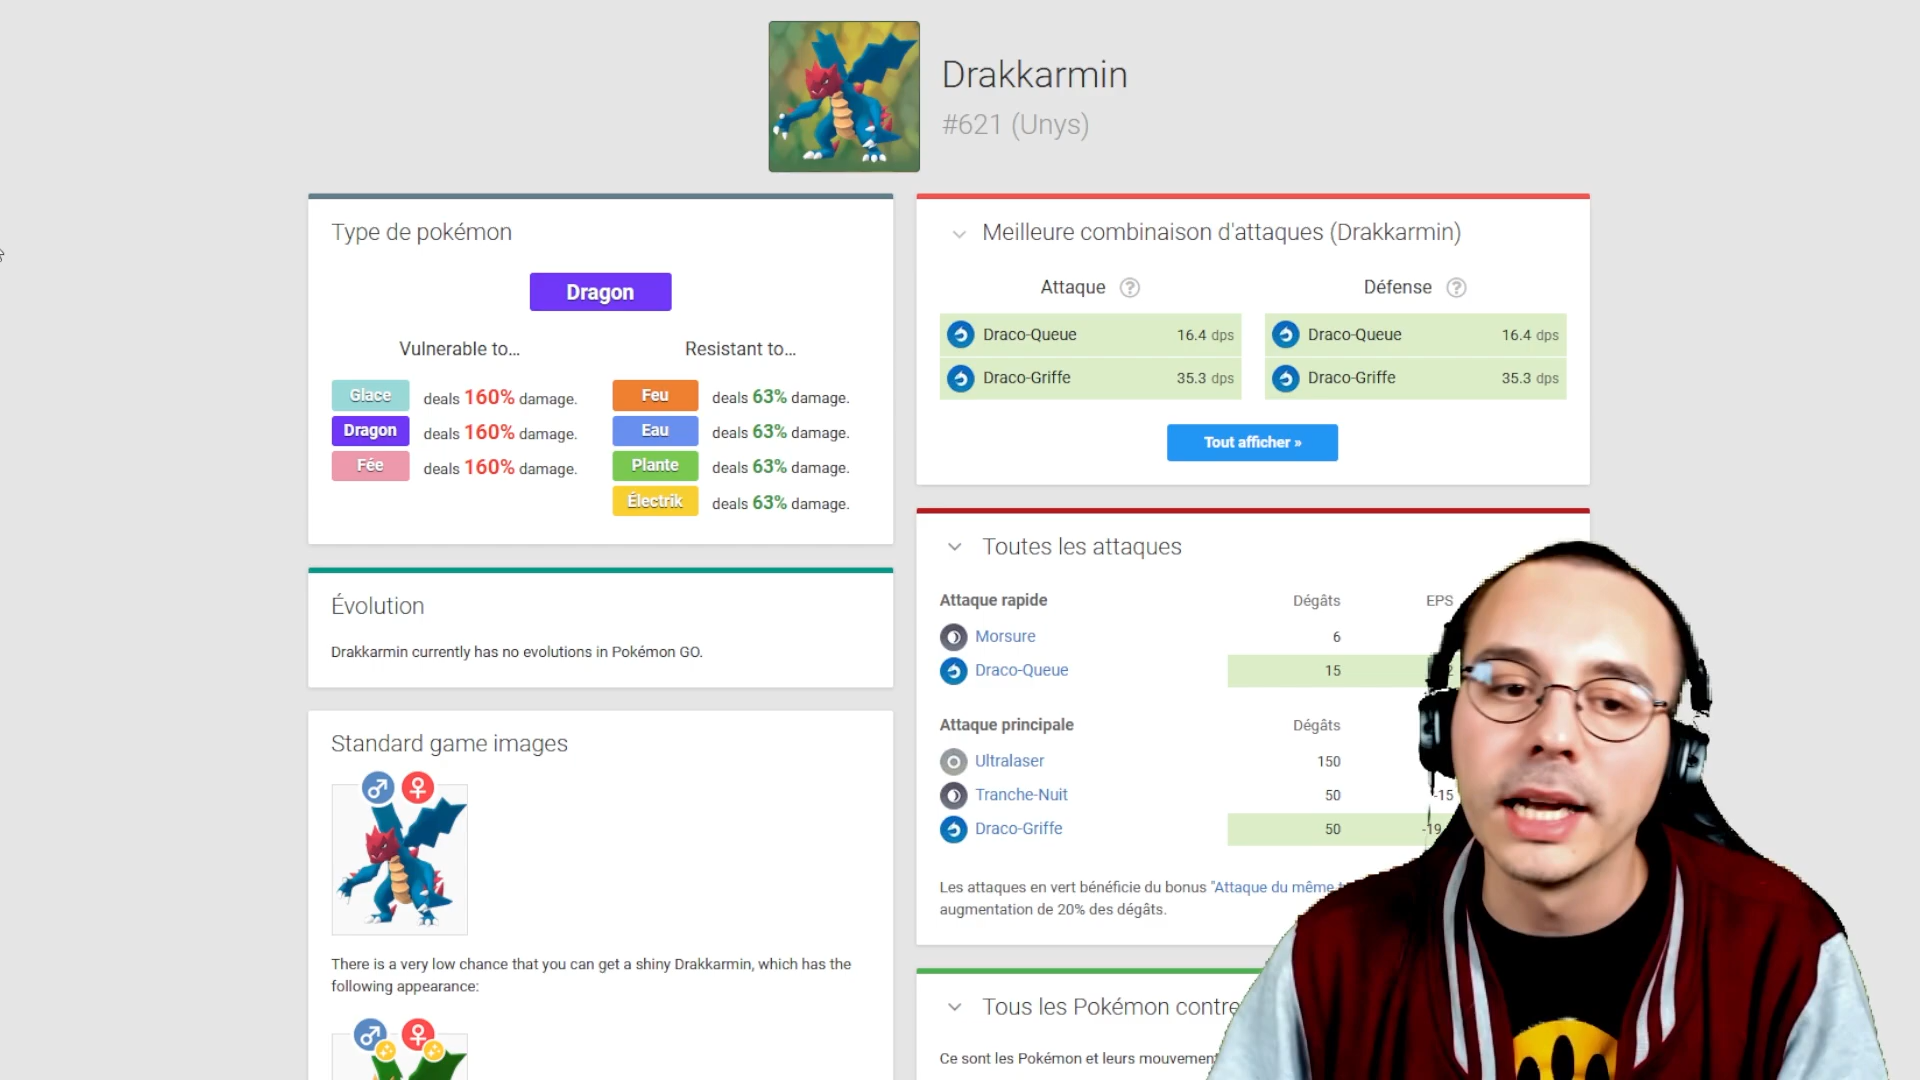 Drakkarmin
#621 (Unys)
Type de pokémon
Dragon
Vulnerable to...
Glace deals 160% damage.
Dragon deals 160% damage.
Fée deals 160% damage.
Resistant to...
Feu deals 63% damage.
Eau deals 63% damage.
Plante deals 63% damage.
Électrik deals 63% damage.
Évolution
Drakkarmin currently has no evolutions in Pokémon GO.
Standard game images
There is a very low chance that you can get a shiny Drakkarmin, which has the
following appearance:
Meilleure combinaison d'attaques (Drakkarmin)
Attaque ?
Draco-Queue 16.4 dps
Draco-Griffe 35.3 dps
Défense ?
Draco-Queue 16.4 dps
Draco-Griffe 35.3 dps
Tout afficher »
Toutes les attaques
Attaque rapide Dégâts EPS
Morsure 6
Draco-Queue 15
Attaque principale Dégâts
Ultralaser 150
Tranche-Nuit 50 -15
Draco-Griffe 50 -19
Les attaques en vert bénéficie du bonus "Attaque du même
augmentation de 20% des dégâts.
Tous les Pokémon contre
Ce sont les Pokémon et leurs